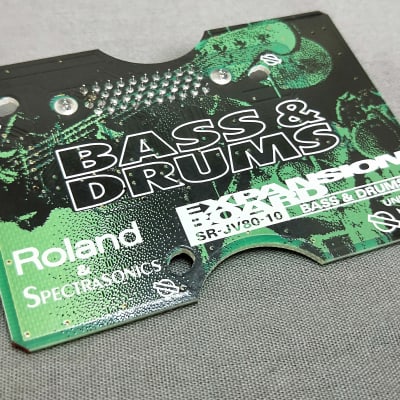 BASS &
DRUMS
EXPANSION
BOARD
SR-JV80-10 BASS & DRUMS
Roland
&
SPECTRASONICS